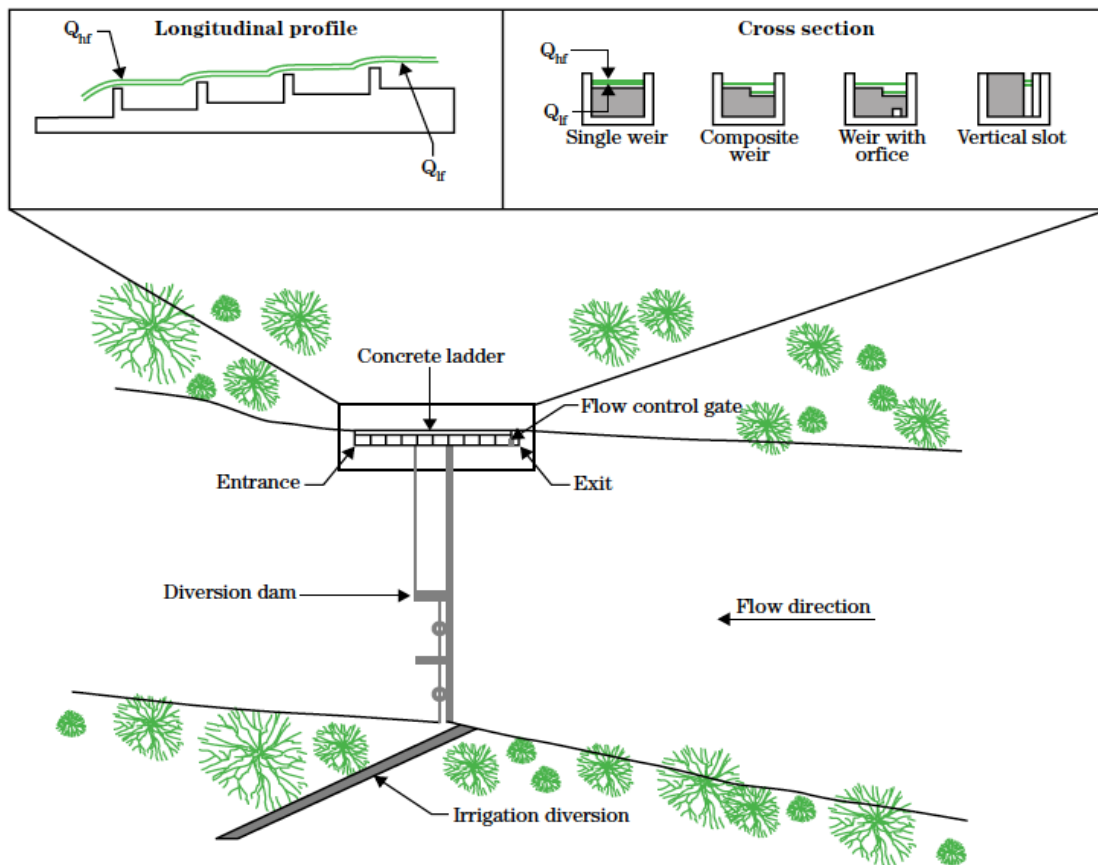 Longitudinal profile
Qhf
Qlf
Cross section
Qhf
Qlf
Single weir
Composite
weir
Weir with
orfice
Vertical slot
Concrete ladder
Flow control gate
Entrance
Exit
Diversion dam
Flow direction
Irrigation diversion